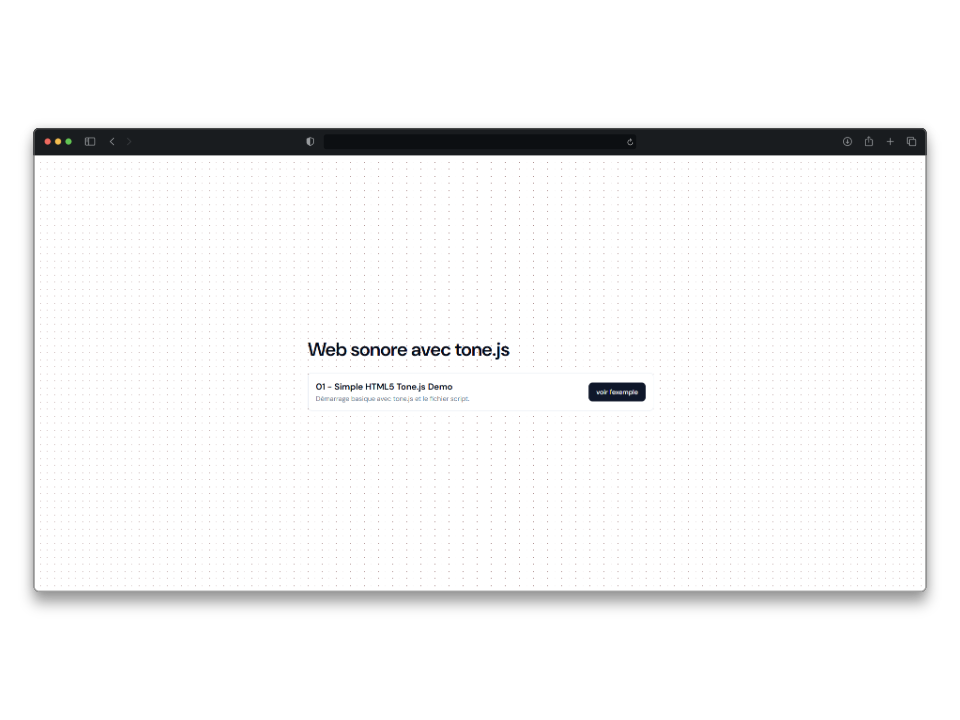 Web sonore avec tone.js
01 - Simple HTML5 Tone.js Demo
Démarrage basique avec tone.js et le fichier script.
voir l'exemple